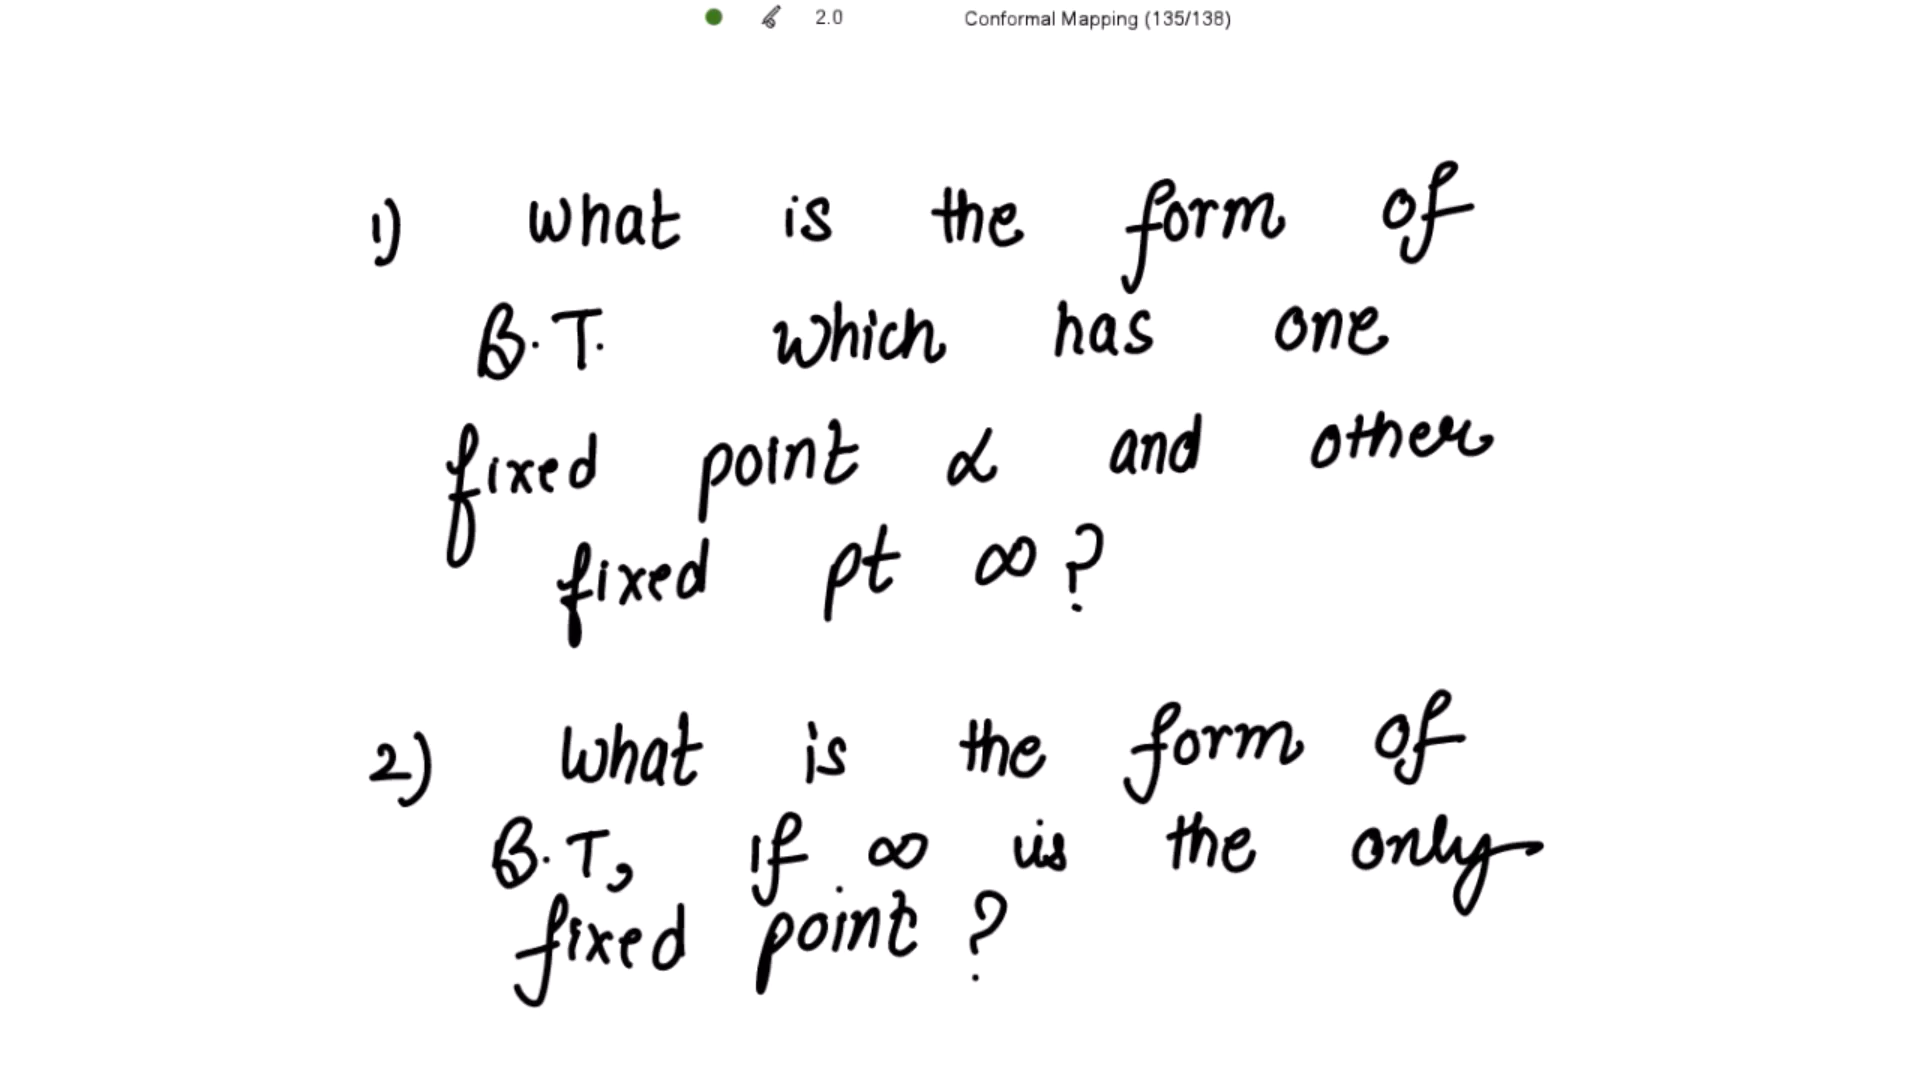 2.0 Conformal Mapping (135/138)
1) what is the form of
B.T. which has one
fixed point α and other
fixed pt ∞ ?
2) what is the form of
B.T, if ∞ is the only
fixed point ?